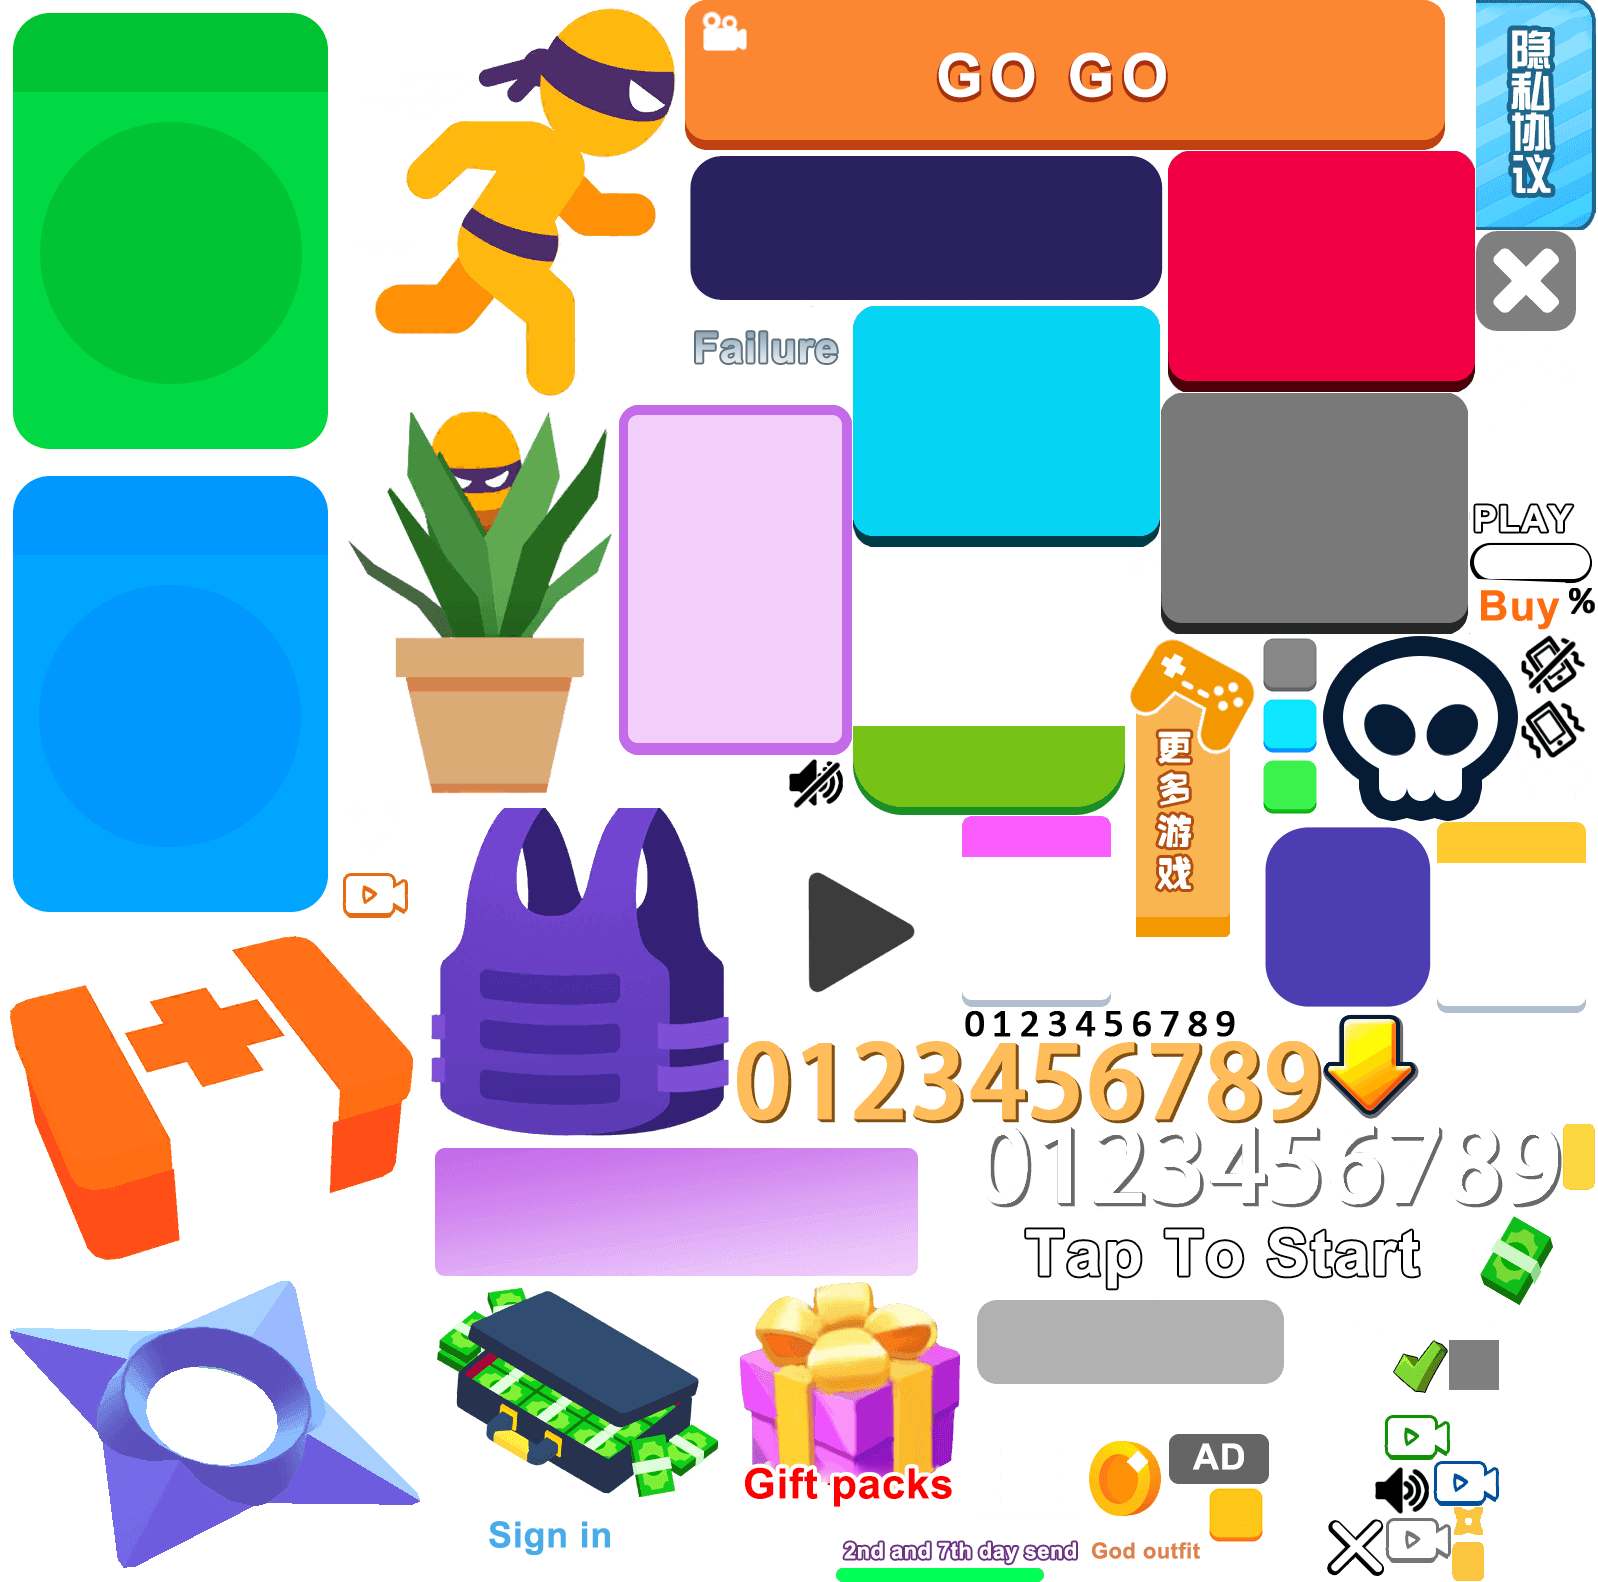 GO GO
隐私协议
Failure
PLAY
Buy %
更多游戏
0123456789
0123456789
0123456789
Tap To Start
Gift packs
AD
Sign in
2nd and 7th day send
God outfit